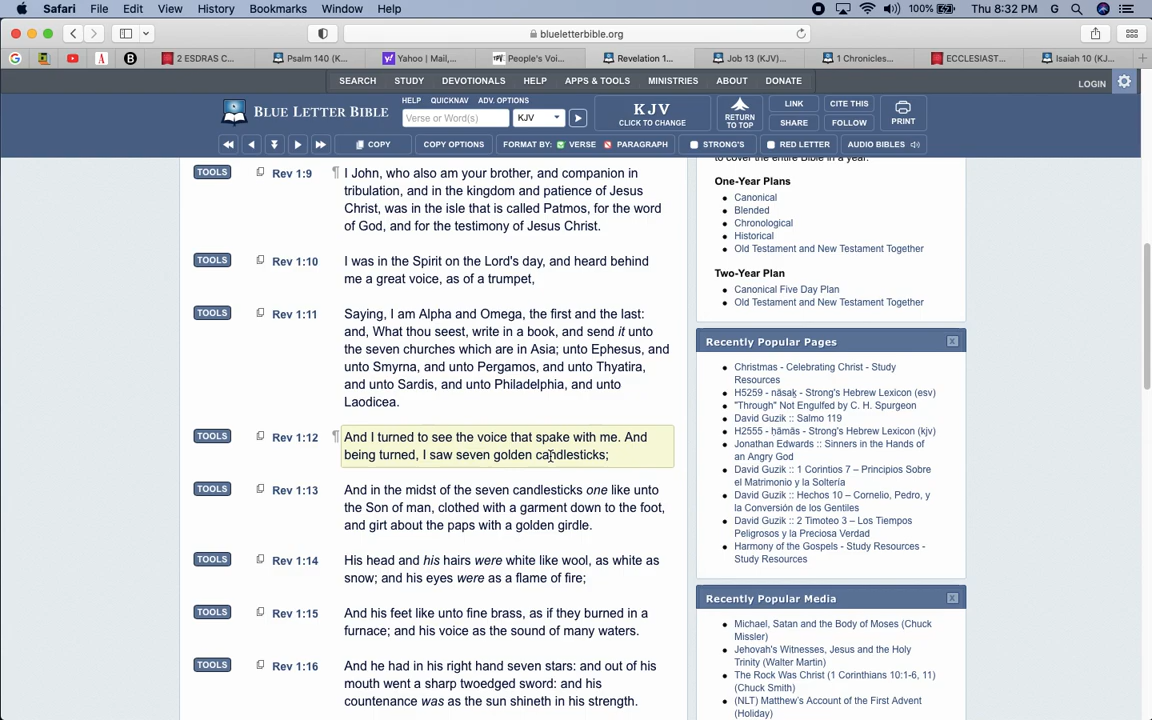 Safari File Edit View History Bookmarks Window Help 100% Thu 8:32 PM G
blueletterbible.org
2 ESDRAS C... Psalm 140 (K... Yahoo | Mail,... People's Voi... Revelation 1... Job 13 (KJV)... 1 Chronicles... ECCLESIAST... Isaiah 10 (KJ...
SEARCH STUDY DEVOTIONALS HELP APPS & TOOLS MINISTRIES ABOUT DONATE LOGIN
BLUE LETTER BIBLE
HELP QUICKNAV ADV. OPTIONS
Verse or Word(s) KJV
KJV
CLICK TO CHANGE
RETURN
TO TOP
LINK CITE THIS
SHARE FOLLOW
PRINT
COPY COPY OPTIONS FORMAT BY: VERSE PARAGRAPH STRONG'S RED LETTER AUDIO BIBLES
TOOLS Rev 1:9 ¶ I John, who also am your brother, and companion in
tribulation, and in the kingdom and patience of Jesus
Christ, was in the isle that is called Patmos, for the word
of God, and for the testimony of Jesus Christ.
TOOLS Rev 1:10 I was in the Spirit on the Lord's day, and heard behind
me a great voice, as of a trumpet,
TOOLS Rev 1:11 Saying, I am Alpha and Omega, the first and the last:
and, What thou seest, write in a book, and send it unto
the seven churches which are in Asia; unto Ephesus, and
unto Smyrna, and unto Pergamos, and unto Thyatira,
and unto Sardis, and unto Philadelphia, and unto
Laodicea.
TOOLS Rev 1:12 ¶ And I turned to see the voice that spake with me. And
being turned, I saw seven golden candlesticks;
TOOLS Rev 1:13 And in the midst of the seven candlesticks one like unto
the Son of man, clothed with a garment down to the foot,
and girt about the paps with a golden girdle.
TOOLS Rev 1:14 His head and his hairs were white like wool, as white as
snow; and his eyes were as a flame of fire;
TOOLS Rev 1:15 And his feet like unto fine brass, as if they burned in a
furnace; and his voice as the sound of many waters.
TOOLS Rev 1:16 And he had in his right hand seven stars: and out of his
mouth went a sharp twoedged sword: and his
countenance was as the sun shineth in his strength.
to cover the entire Bible in a year.
One-Year Plans
Canonical
Blended
Chronological
Historical
Old Testament and New Testament Together
Two-Year Plan
Canonical Five Day Plan
Old Testament and New Testament Together
Recently Popular Pages x
Christmas - Celebrating Christ - Study
Resources
H5259 - nāsaḵ - Strong's Hebrew Lexicon (esv)
"Through" Not Engulfed by C. H. Spurgeon
David Guzik :: Salmo 119
H2555 - ḥāmās - Strong's Hebrew Lexicon (kjv)
Jonathan Edwards :: Sinners in the Hands of
an Angry God
David Guzik :: 1 Corintios 7 – Principios Sobre
el Matrimonio y la Soltería
David Guzik :: Hechos 10 – Cornelio, Pedro, y
la Conversión de los Gentiles
David Guzik :: 2 Timoteo 3 – Los Tiempos
Peligrosos y la Preciosa Verdad
Harmony of the Gospels - Study Resources -
Study Resources
Recently Popular Media x
Michael, Satan and the Body of Moses (Chuck
Missler)
Jehovah's Witnesses, Jesus and the Holy
Trinity (Walter Martin)
The Rock Was Christ (1 Corinthians 10:1-6, 11)
(Chuck Smith)
(NLT) Matthew's Account of the First Advent
(Holiday)